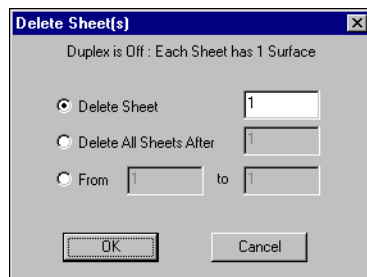 Delete Sheet(s)
Duplex is Off : Each Sheet has 1 Surface
Delete Sheet 1
Delete All Sheets After 1
From 1 to 1
OK Cancel